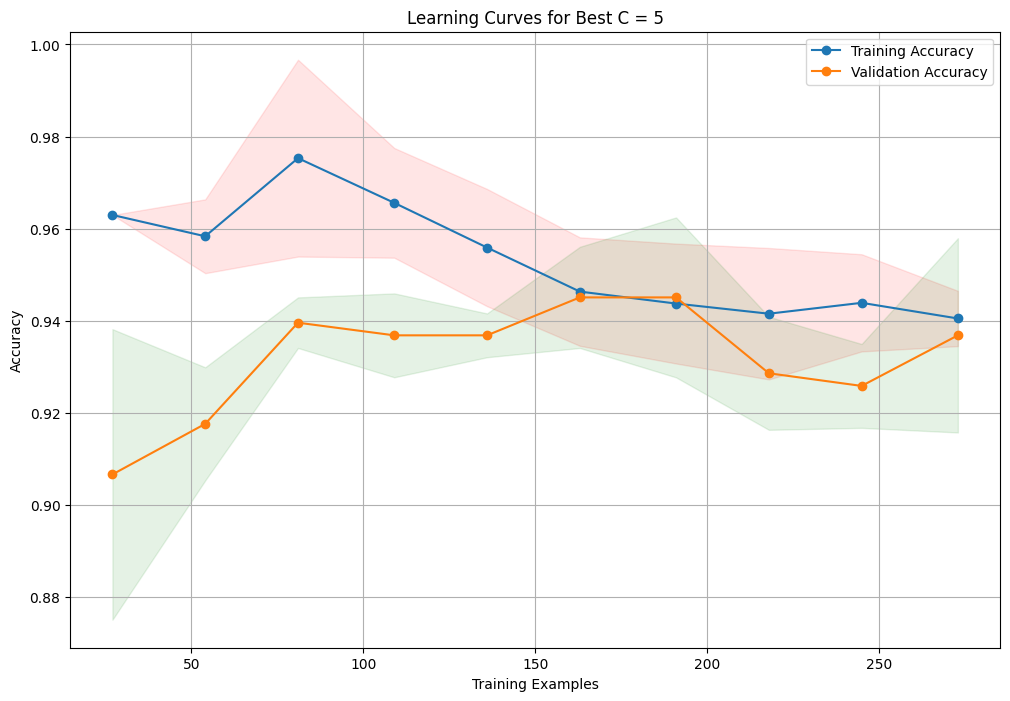 Learning Curves for Best C = 5
Training Accuracy
Validation Accuracy
1.00
0.98
0.96
0.94
0.92
0.90
0.88
Accuracy
50
100
150
200
250
Training Examples